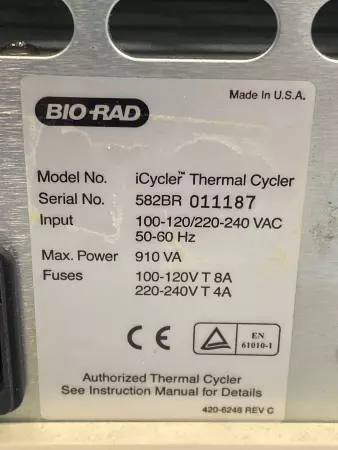 Made In U.S.A.
BIO-RAD
Model No. iCycler™ Thermal Cycler
Serial No. 582BR 011187
Input 100-120/220-240 VAC
50-60 Hz
Max. Power 910 VA
Fuses 100-120V T 8A
220-240V T 4A
CE
EN
61010-1
Authorized Thermal Cycler
See Instruction Manual for Details
420-6248 REV C